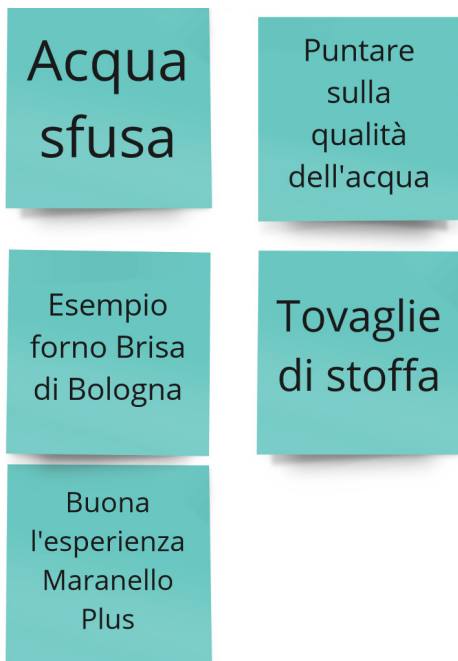 Acqua
sfusa
Puntare
sulla
qualità
dell'acqua
Esempio
forno Brisa
di Bologna
Tovaglie
di stoffa
Buona
l'esperienza
Maranello
Plus